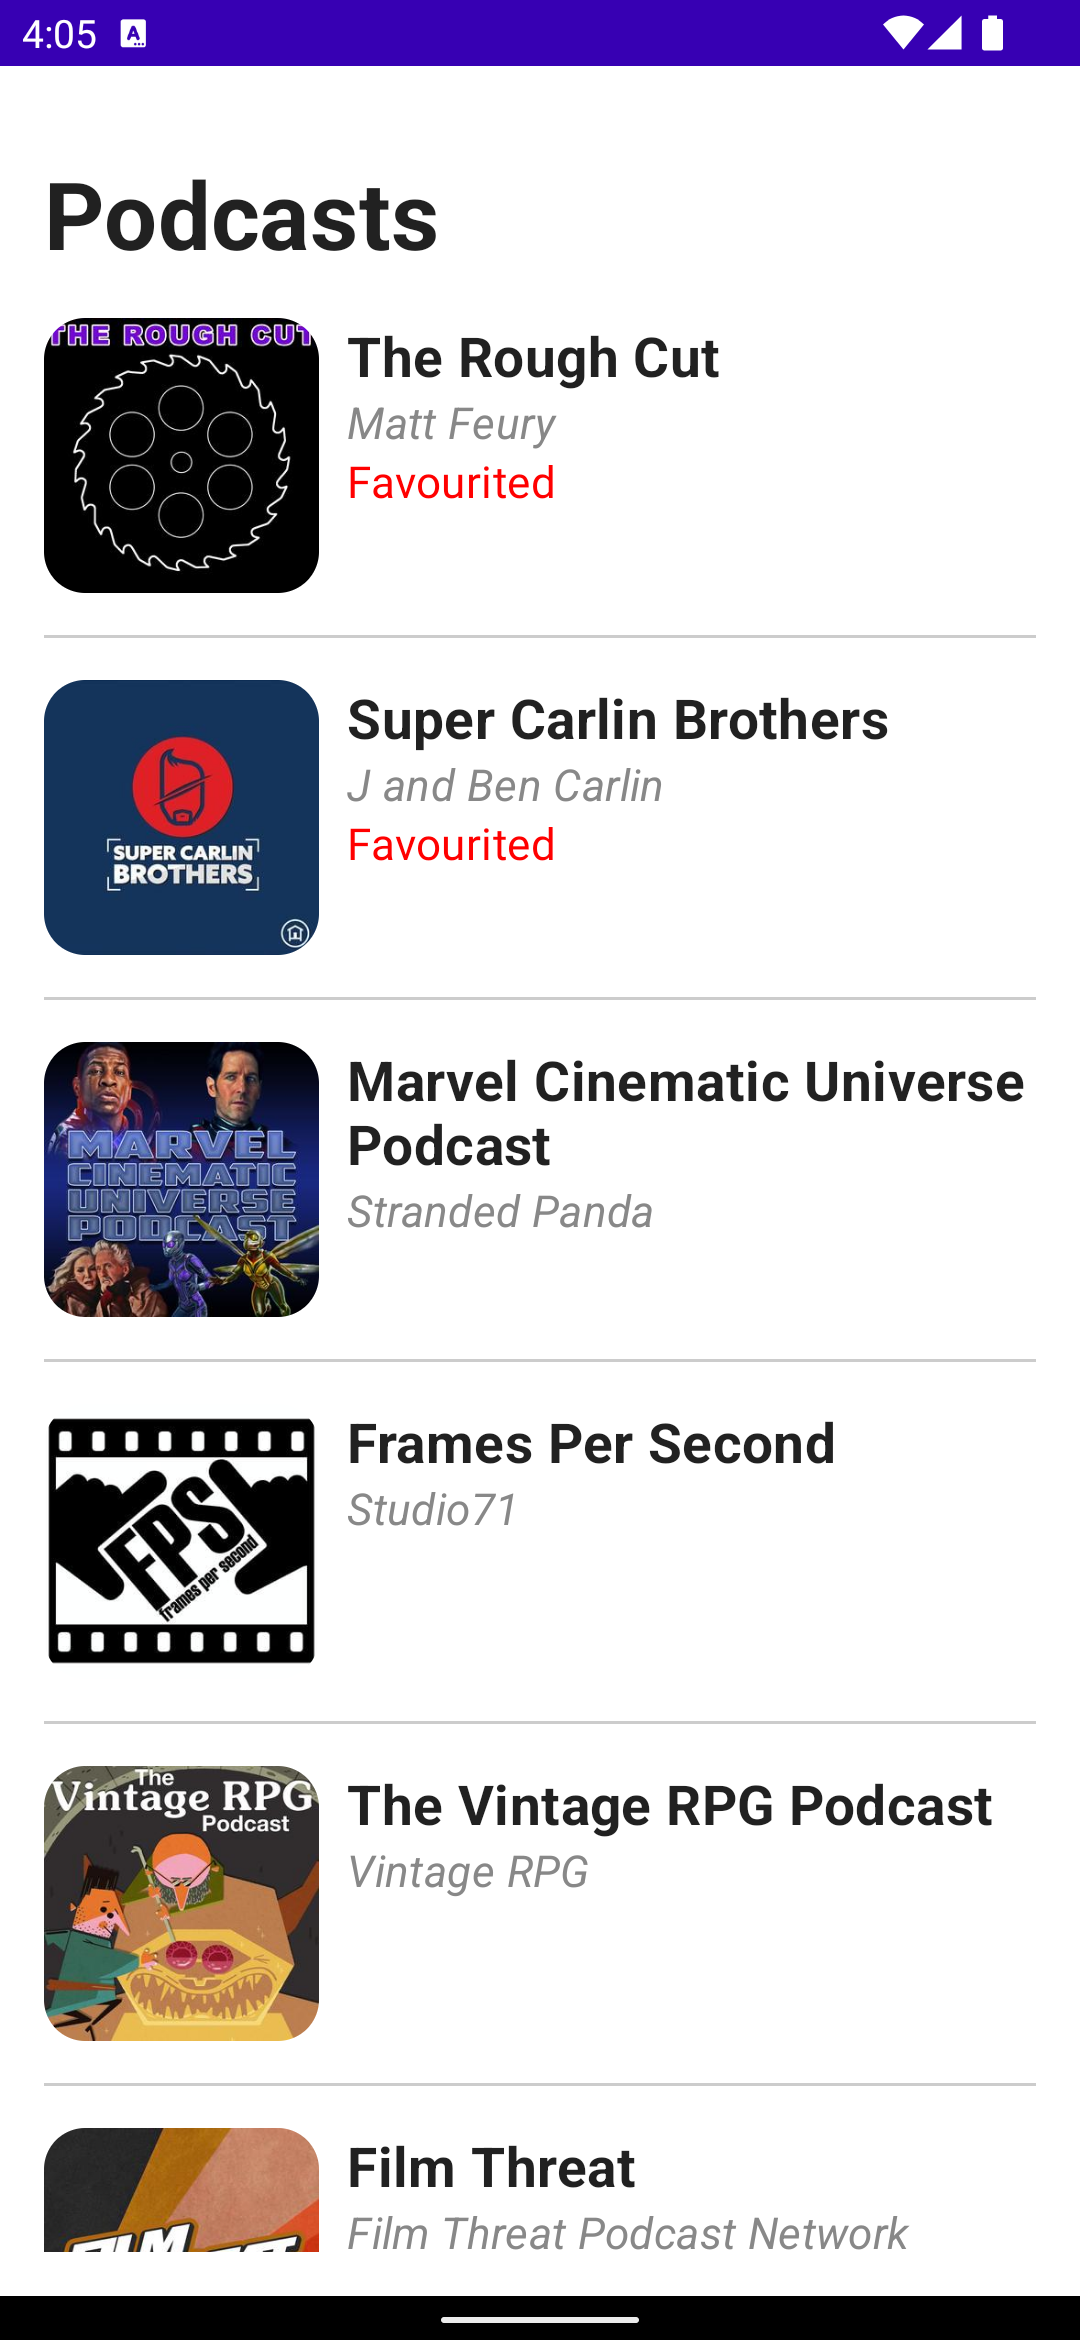 4:05
A
Podcasts
THE ROUGH CUT
The Rough Cut
Matt Feury
Favourited
SUPER CARLIN
BROTHERS
Super Carlin Brothers
J and Ben Carlin
Favourited
MARVEL
CINEMATIC
UNIVERSE
PODCAST
Marvel Cinematic Universe
Podcast
Stranded Panda
FPS
frames per second
Frames Per Second
Studio71
The
Vintage RPG
Podcast
The Vintage RPG Podcast
Vintage RPG
FILM
Film Threat
Film Threat Podcast Network